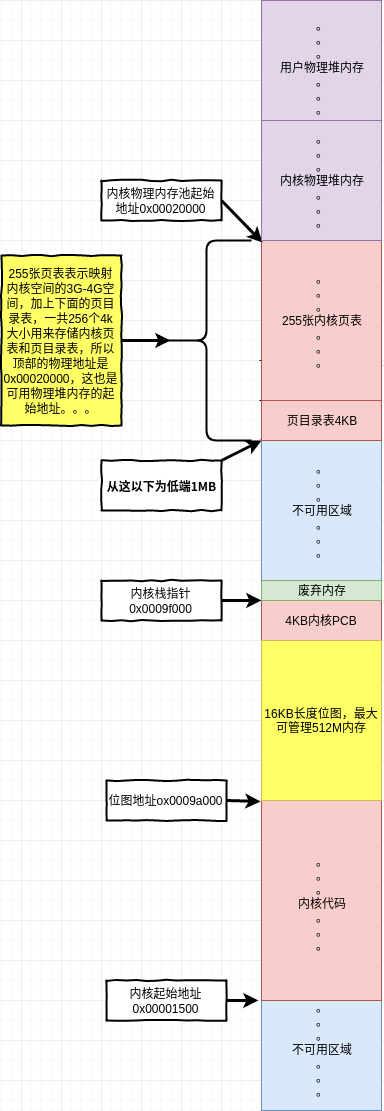 用户物理堆内存
内核物理堆内存
内核物理内存池起始
地址0x00020000
255张页表表示映射
内核空间的3G-4G空
间，加上下面的页目
录表，一共256个4k
大小用来存储内核页
表和页目录表，所以
顶部的物理地址是
0x00020000，这也是
可用物理堆内存的起
始地址。。。
255张内核页表
页目录表4KB
从这以下为低端1MB
不可用区域
废弃内存
内核栈指针
0x0009f000
4KB内核PCB
16KB长度位图，最大
可管理512M内存
位图地址ox0009a000
内核代码
内核起始地址
0x00001500
不可用区域